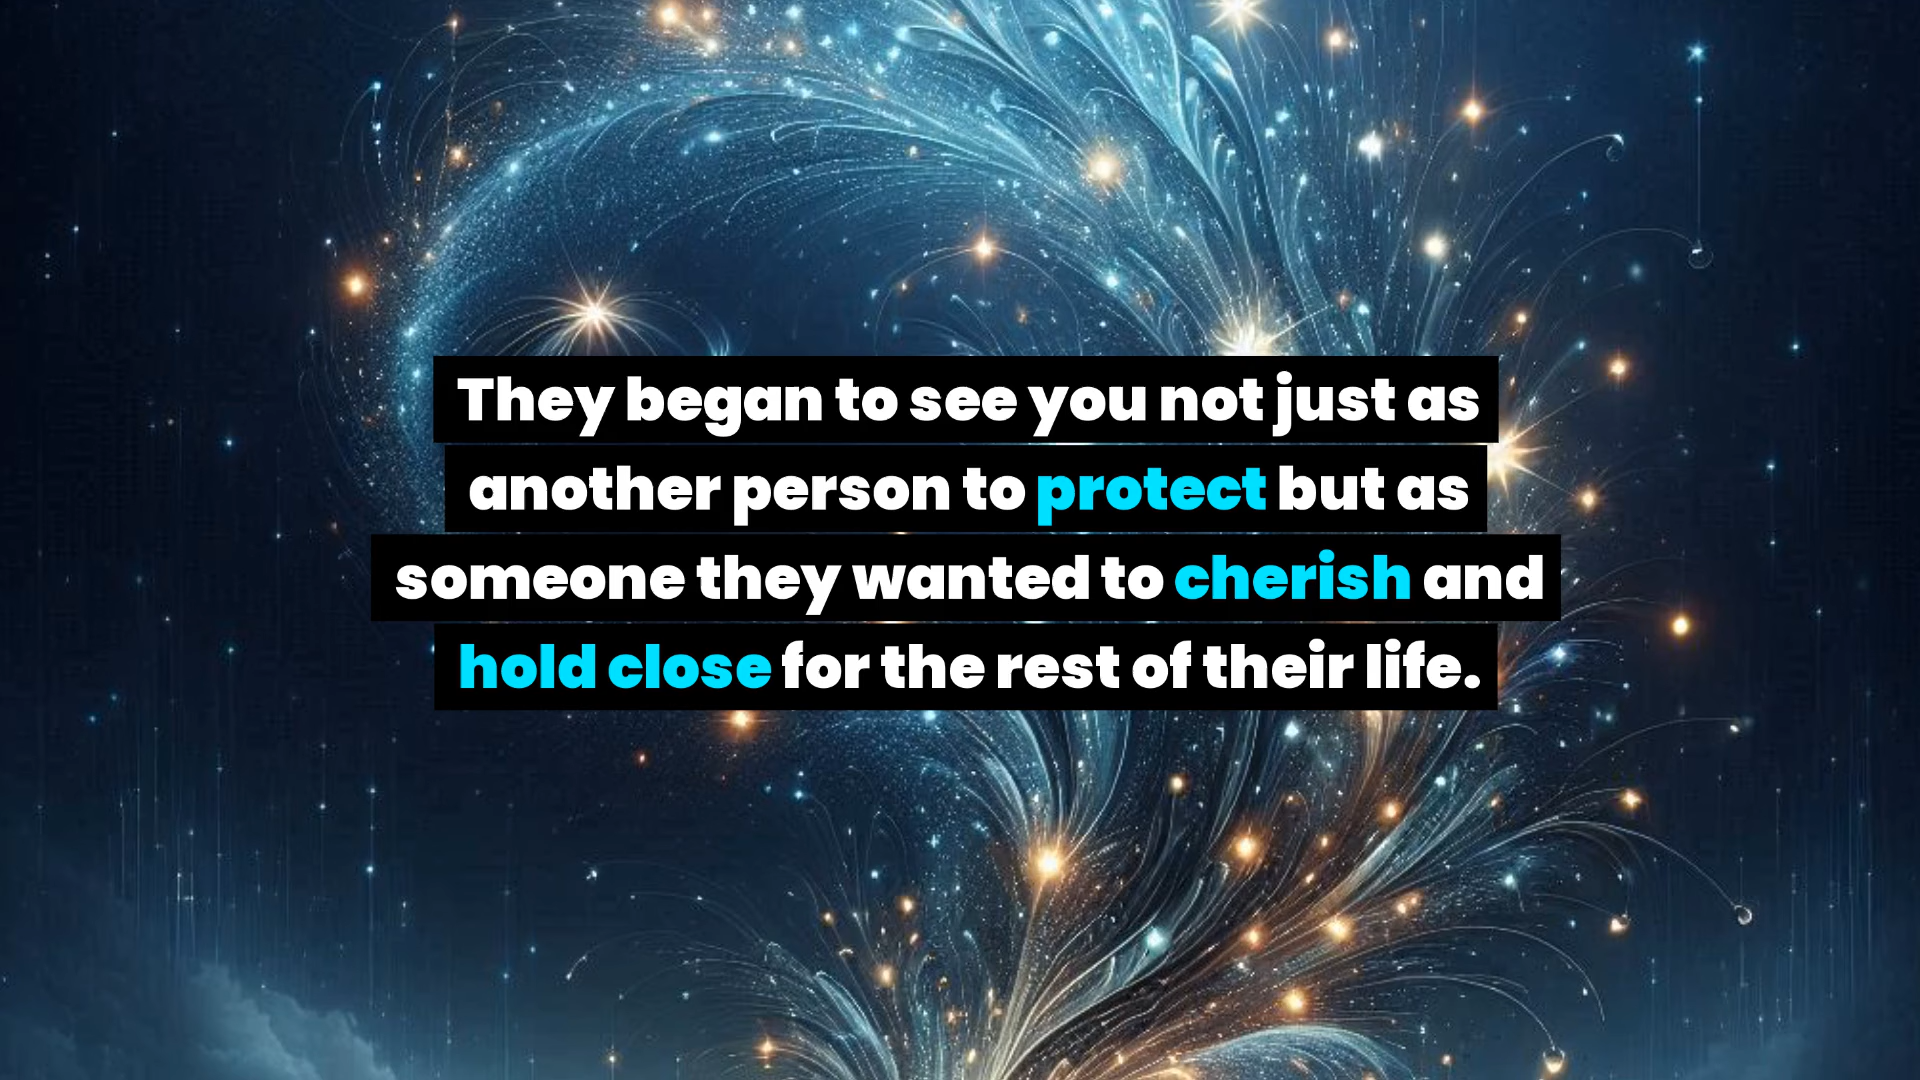 They began to see you not just as
another person to protect but as
someone they wanted to cherish and
hold close for the rest of their life.